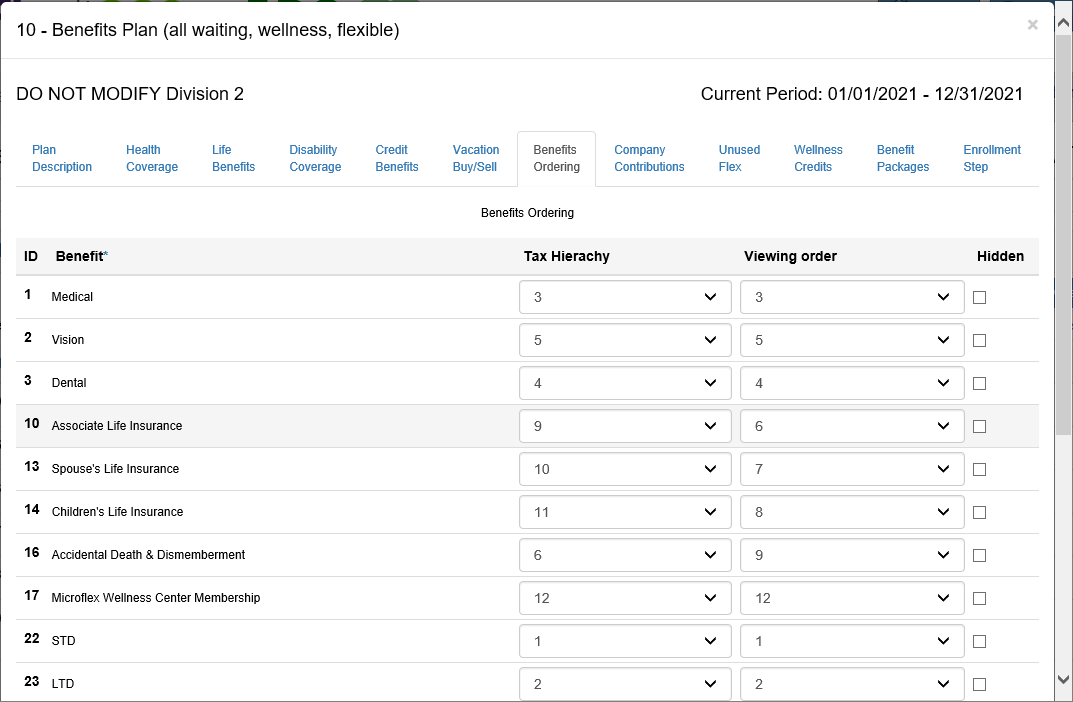 10 - Benefits Plan (all waiting, wellness, flexible)
×
DO NOT MODIFY Division 2
Current Period: 01/01/2021 - 12/31/2021
Plan Description
Health Coverage
Life Benefits
Disability Coverage
Credit Benefits
Vacation Buy/Sell
Benefits Ordering
Company Contributions
Unused Flex
Wellness Credits
Benefit Packages
Enrollment Step
Benefits Ordering
ID Benefit* Tax Hierachy Viewing order Hidden
1 Medical 3 3
2 Vision 5 5
3 Dental 4 4
10 Associate Life Insurance 9 6
13 Spouse's Life Insurance 10 7
14 Children's Life Insurance 11 8
16 Accidental Death & Dismemberment 6 9
17 Microflex Wellness Center Membership 12 12
22 STD 1 1
23 LTD 2 2